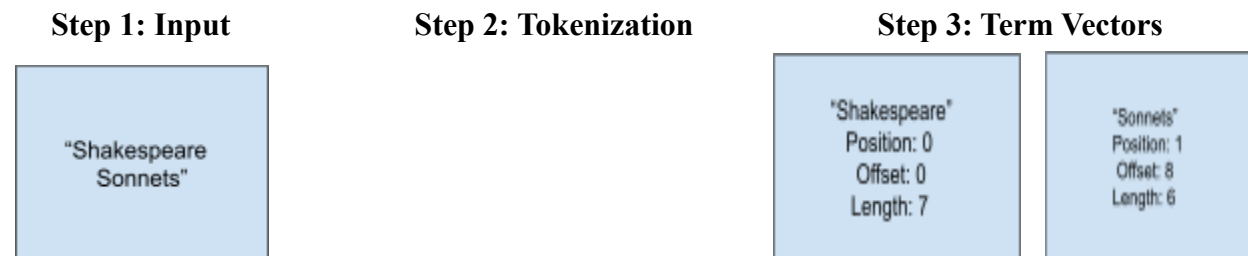 Step 1: Input
Step 2: Tokenization
Step 3: Term Vectors
“Shakespeare
Sonnets”
“Shakespeare”
Position: 0
Offset: 0
Length: 7
“Sonnets”
Position: 1
Offset: 8
Length: 6